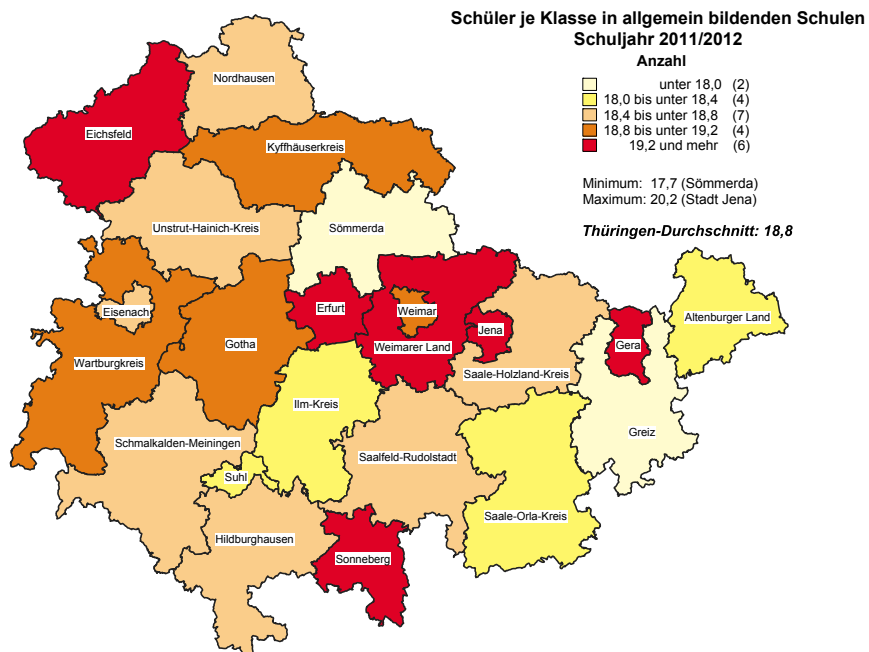 Schüler je Klasse in allgemein bildenden Schulen
Schuljahr 2011/2012
Anzahl
unter 18,0 (2)
18,0 bis unter 18,4 (4)
18,4 bis unter 18,8 (7)
18,8 bis unter 19,2 (4)
19,2 und mehr (6)
Minimum: 17,7 (Sömmerda)
Maximum: 20,2 (Stadt Jena)
Thüringen-Durchschnitt: 18,8
Nordhausen
Eichsfeld
Kyffhäuserkreis
Unstrut-Hainich-Kreis
Sömmerda
Eisenach
Erfurt
Weimar
Altenburger Land
Jena
Gera
Gotha
Weimarer Land
Wartburgkreis
Saale-Holzland-Kreis
Ilm-Kreis
Greiz
Schmalkalden-Meiningen
Saalfeld-Rudolstadt
Suhl
Saale-Orla-Kreis
Hildburghausen
Sonneberg